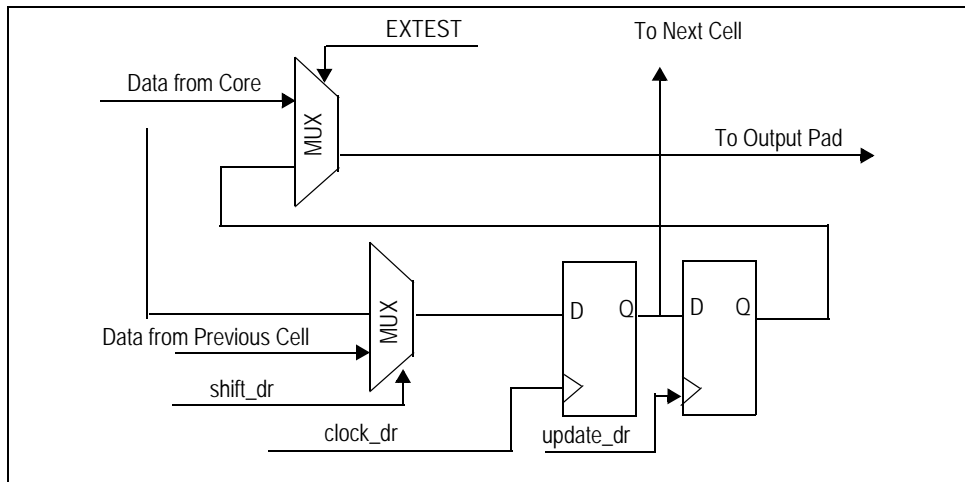 EXTEST
To Next Cell
Data from Core
MUX
To Output Pad
MUX
D Q
D Q
Data from Previous Cell
shift_dr
clock_dr
update_dr